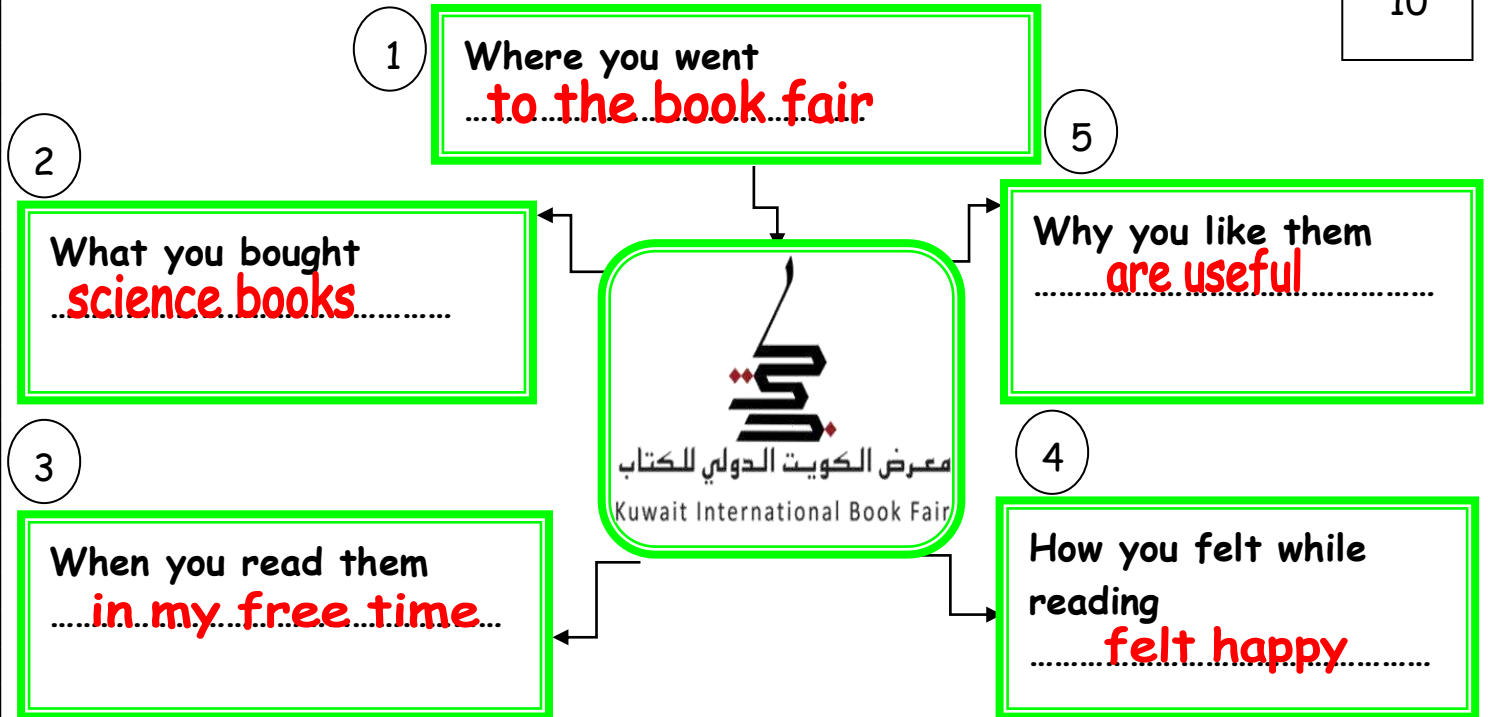 10
1
Where you went
to the book fair
2
What you bought
science books
3
When you read them
in my free time
4
How you felt while
reading
felt happy
5
Why you like them
are useful
معرض الكويت الدولي للكتاب
Kuwait International Book Fair